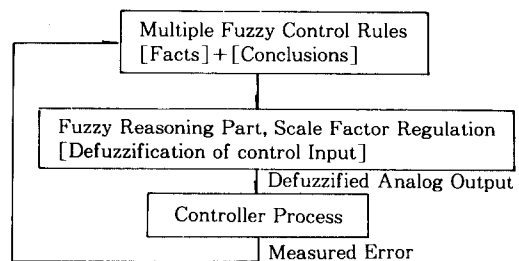 Multiple Fuzzy Control Rules
[Facts]+[Conclusions]
Fuzzy Reasoning Part, Scale Factor Regulation
[Defuzzification of control Input]
Defuzzified Analog Output
Controller Process
Measured Error